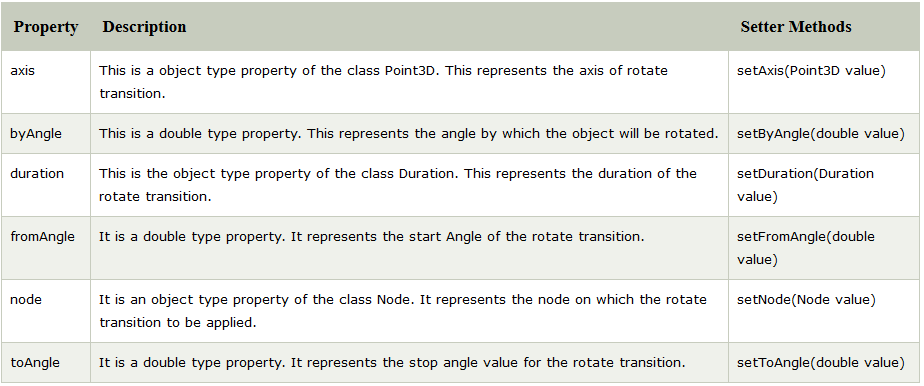 Property Description Setter Methods
axis This is a object type property of the class Point3D. This represents the axis of rotate setAxis(Point3D value)
transition.
byAngle This is a double type property. This represents the angle by which the object will be rotated. setByAngle(double value)
duration This is the object type property of the class Duration. This represents the duration of the setDuration(Duration
rotate transition. value)
fromAngle It is a double type property. It represents the start Angle of the rotate transition. setFromAngle(double
value)
node It is an object type property of the class Node. It represents the node on which the rotate setNode(Node value)
transition to be applied.
toAngle It is a double type property. It represents the stop angle value for the rotate transition. setToAngle(double value)